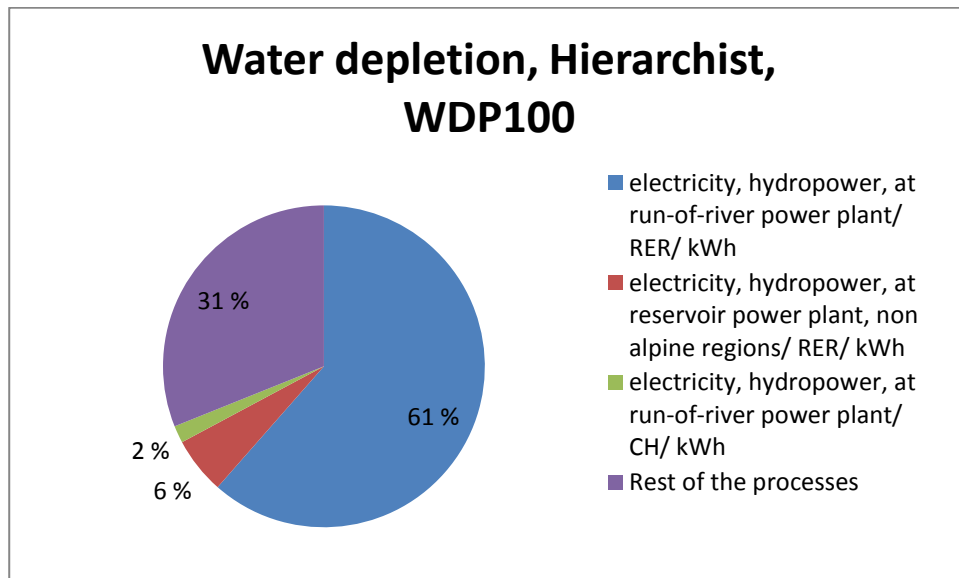 Water depletion, Hierarchist,
WDP100
electricity, hydropower, at
run-of-river power plant/
RER/ kWh
electricity, hydropower, at
reservoir power plant, non
alpine regions/ RER/ kWh
electricity, hydropower, at
run-of-river power plant/
CH/ kWh
Rest of the processes
31 %
61 %
2 %
6 %